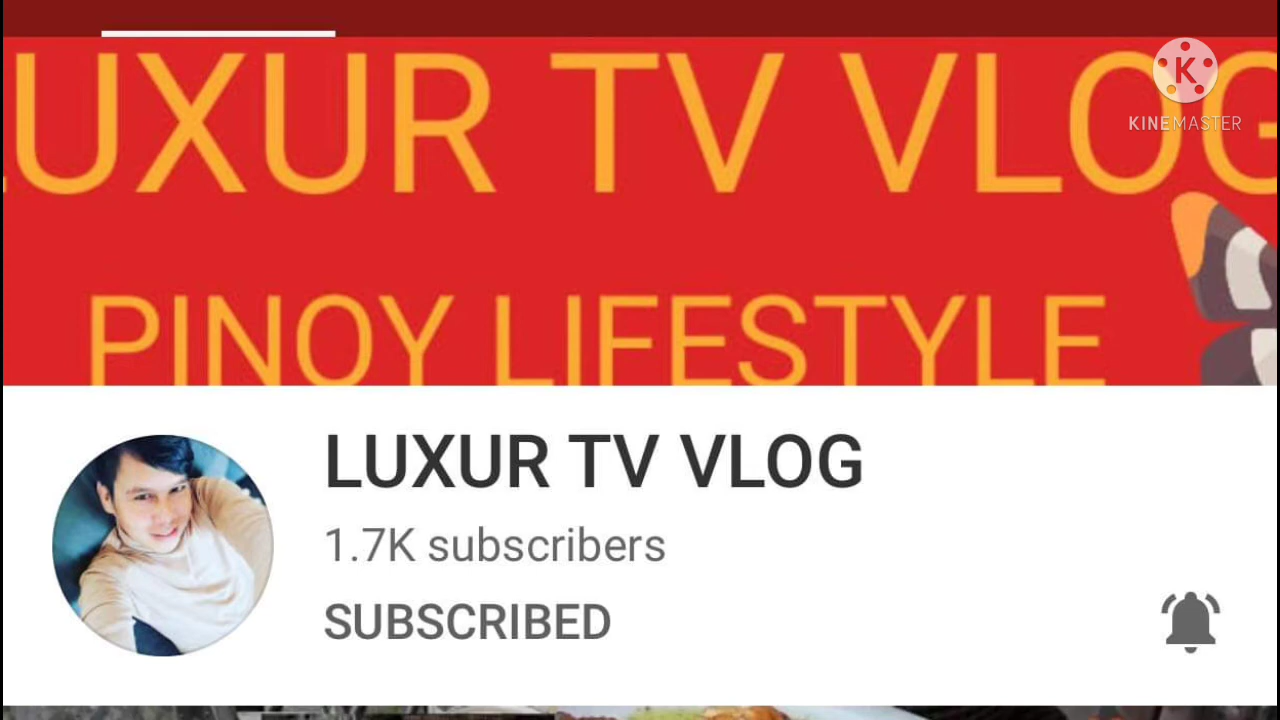 LUXUR TV VLOG
K
KINEMASTER
PINOY LIFESTYLE
LUXUR TV VLOG
1.7K subscribers
SUBSCRIBED